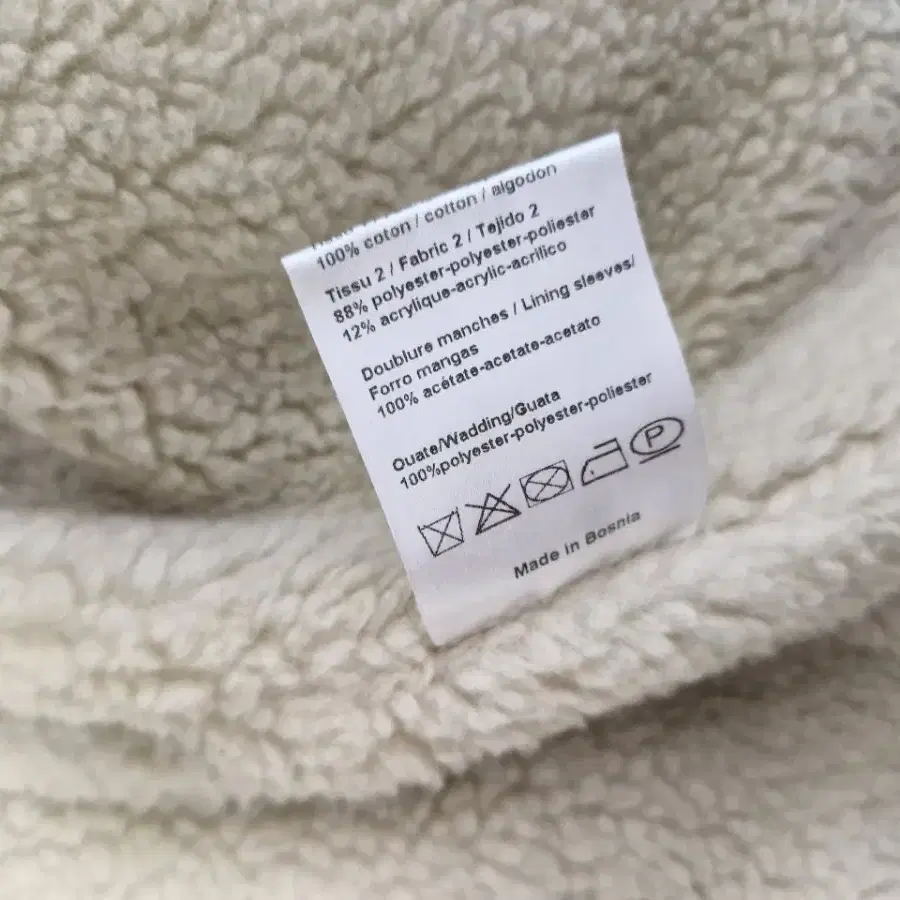 100% coton / cotton / algodon
Tissu 2 / Fabric 2 / Tejido 2
88% polyester-polyester-poliester
12% acrylique-acrylic-acrilico
Doublure manches / Lining sleeves/
Forro mangas
100% acétate-acetate-acetato
Ouate/Wadding/Guata
100%polyester-polyester-poliester
P
Made in Bosnia